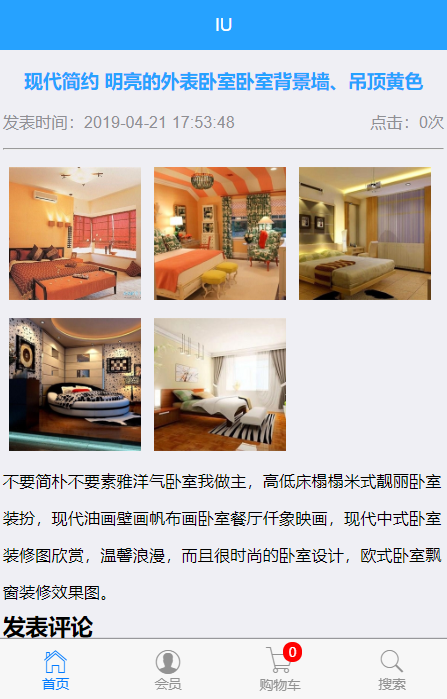 IU
现代简约 明亮的外表卧室卧室背景墙、吊顶黄色
发表时间：2019-04-21 17:53:48 点击：0次
不要简朴不要素雅洋气卧室我做主，高低床榻榻米式靓丽卧室
装扮，现代油画壁画帆布画卧室餐厅仟象映画，现代中式卧室
装修图欣赏，温馨浪漫，而且很时尚的卧室设计，欧式卧室飘
窗装修效果图。
发表评论
0
首页 会员 购物车 搜索